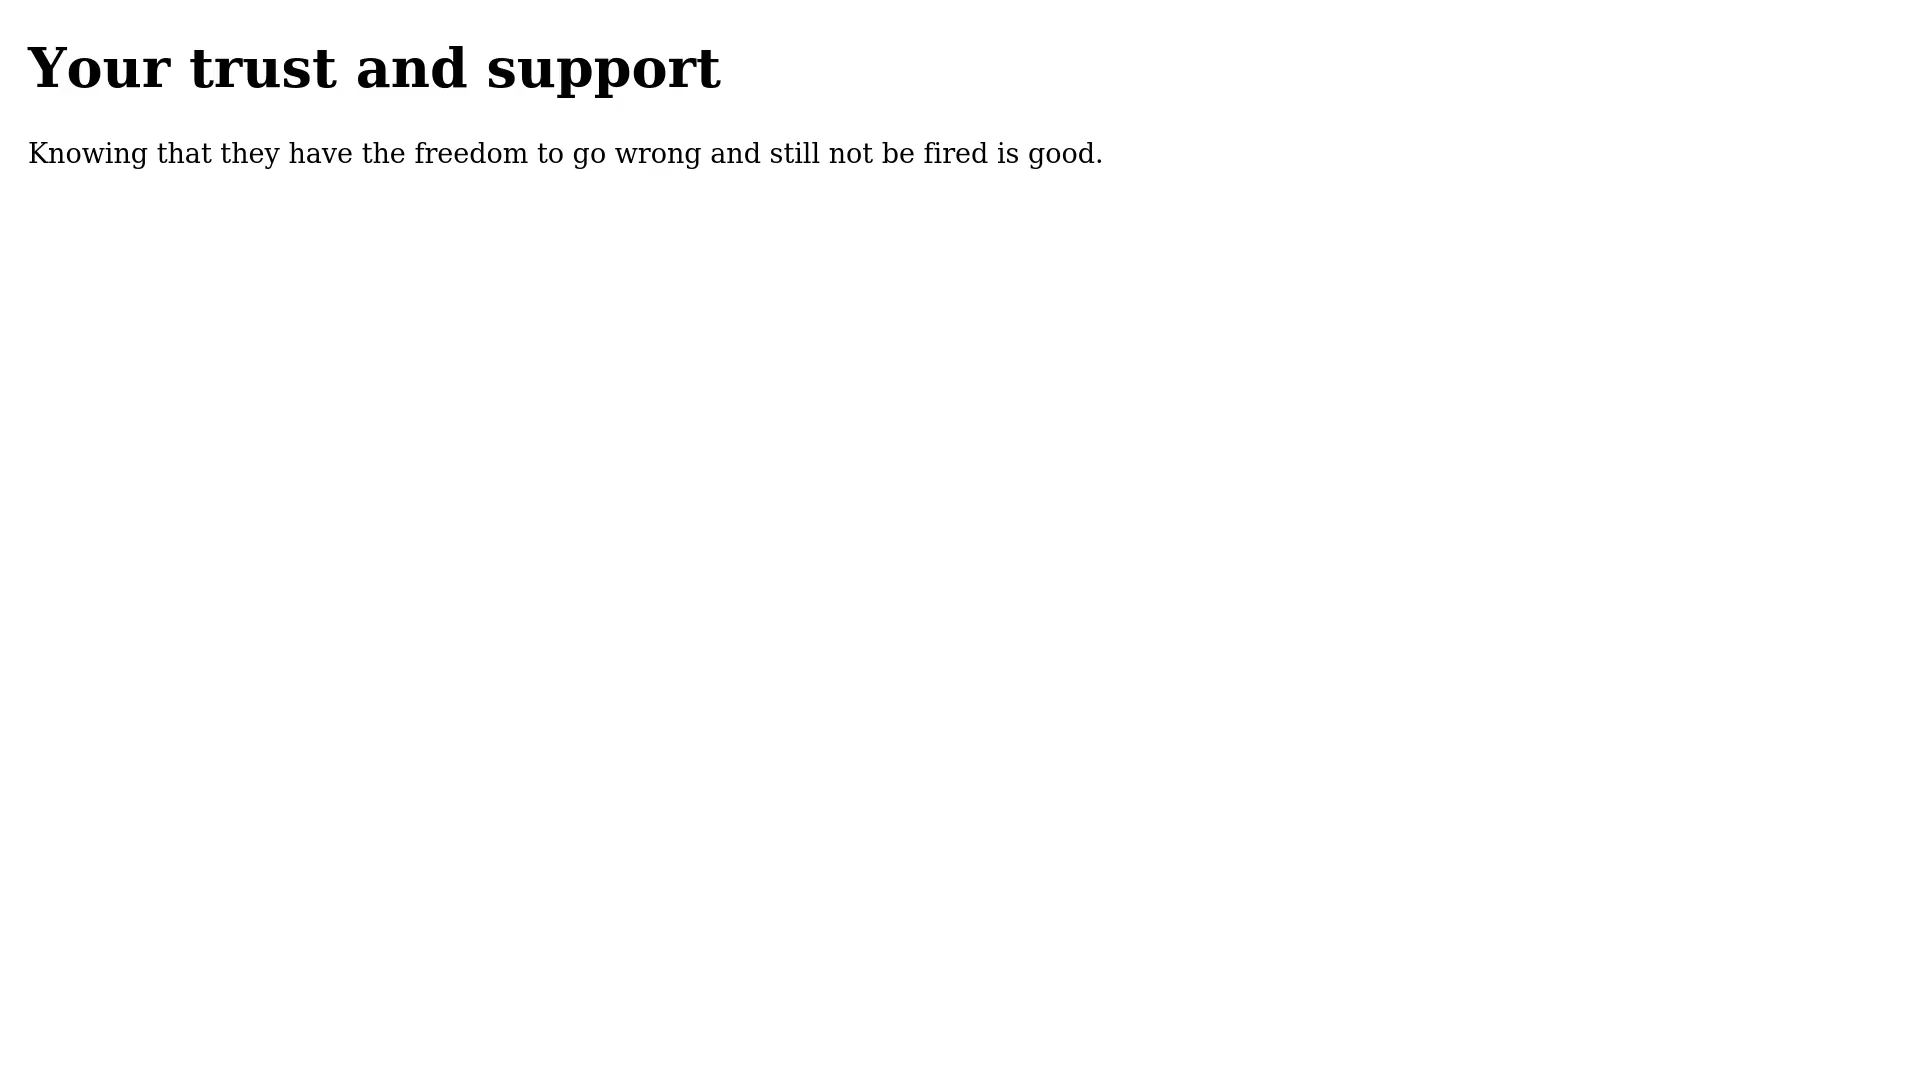 Your trust and support
Knowing that they have the freedom to go wrong and still not be fired is good.